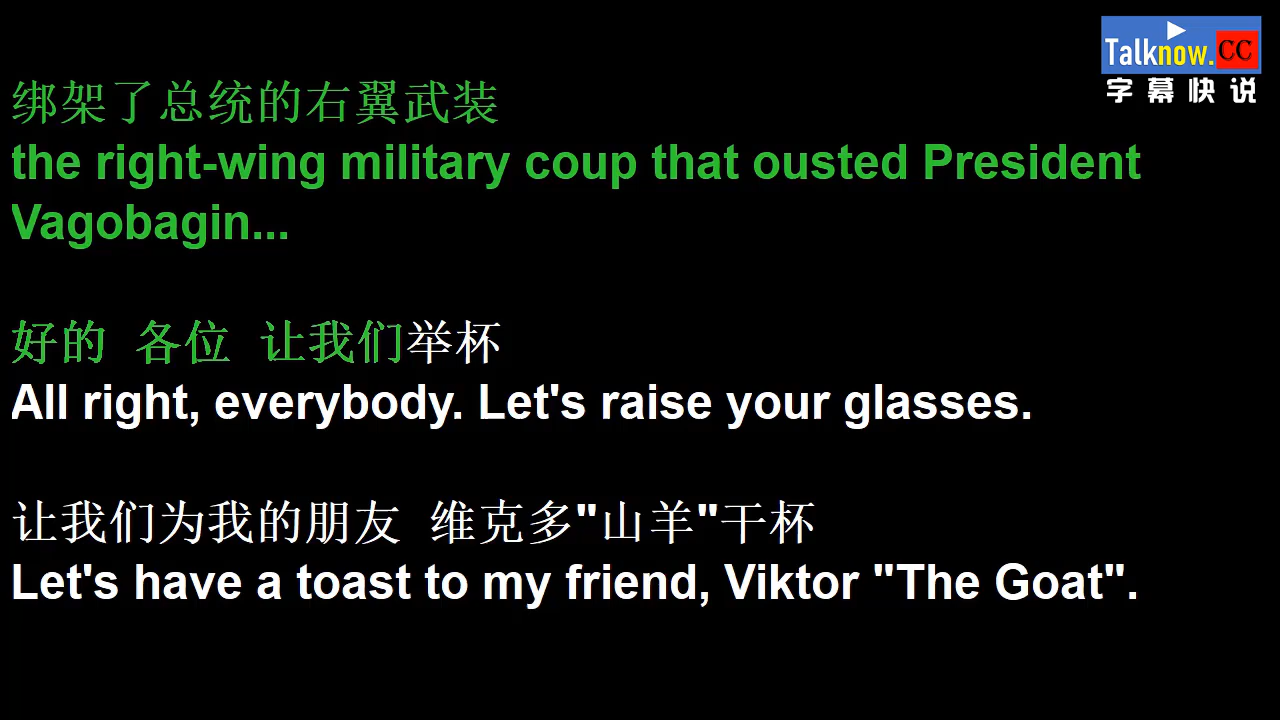 Talknow.CC
字幕快说
绑架了总统的右翼武装
the right-wing military coup that ousted President
Vagobagin...
好的 各位 让我们举杯
All right, everybody. Let's raise your glasses.
让我们为我的朋友 维克多"山羊"干杯
Let's have a toast to my friend, Viktor "The Goat".